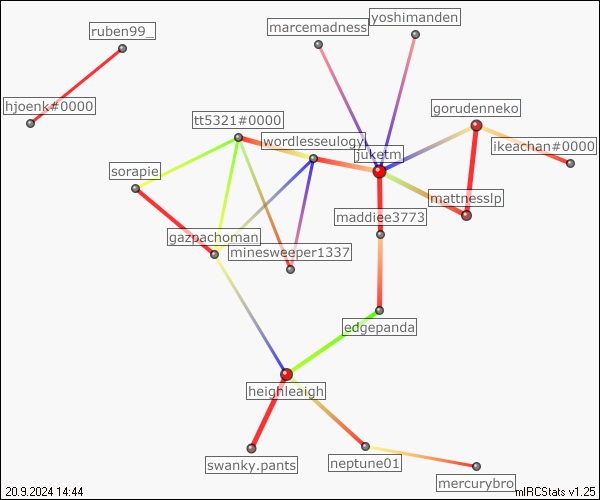 yoshimanden
marcemadness
ruben99_
hjoenk#0000
gorudenneko
tt5321#0000
wordlesseulogy
ikeachan#0000
juketm
sorapie
mattnesslp
maddiee3773
gazpachoman
minesweeper1337
edgepanda
heighleaigh
swanky.pants
neptune01
mercurybro
20.9.2024 14:44
mIRCStats v1.25